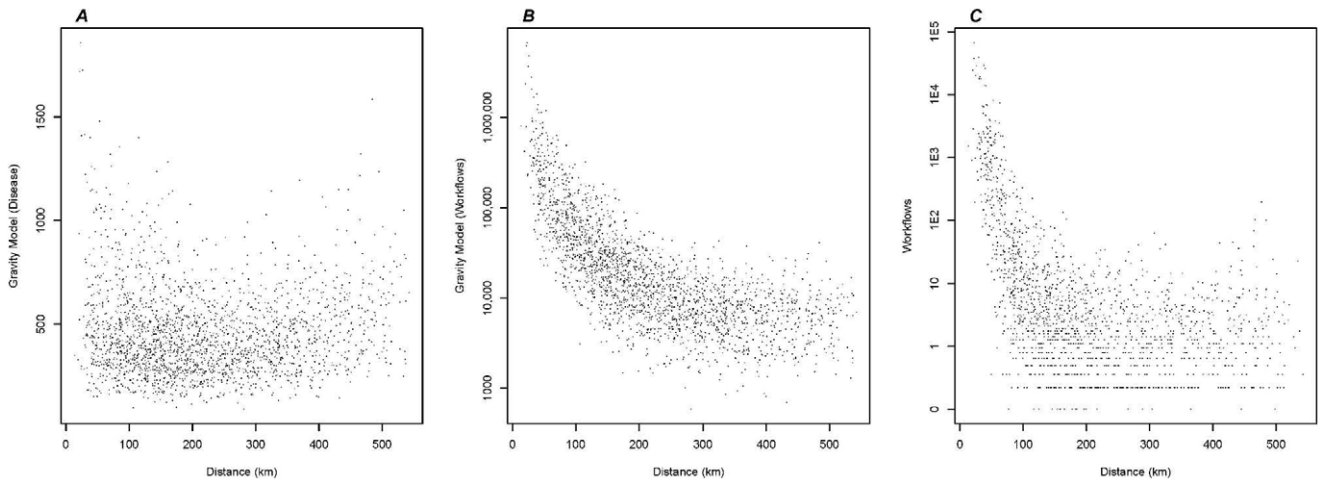 A
Gravity Model (Disease)
1500
1000
500
0
100
200
300
400
500
Distance (km)
B
Gravity Model (Workflows)
1,000,000
100,000
10,000
1000
0
100
200
300
400
500
Distance (km)
C
Workflows
1E5
1E4
1E3
1E2
10
1
0
0
100
200
300
400
500
Distance (km)